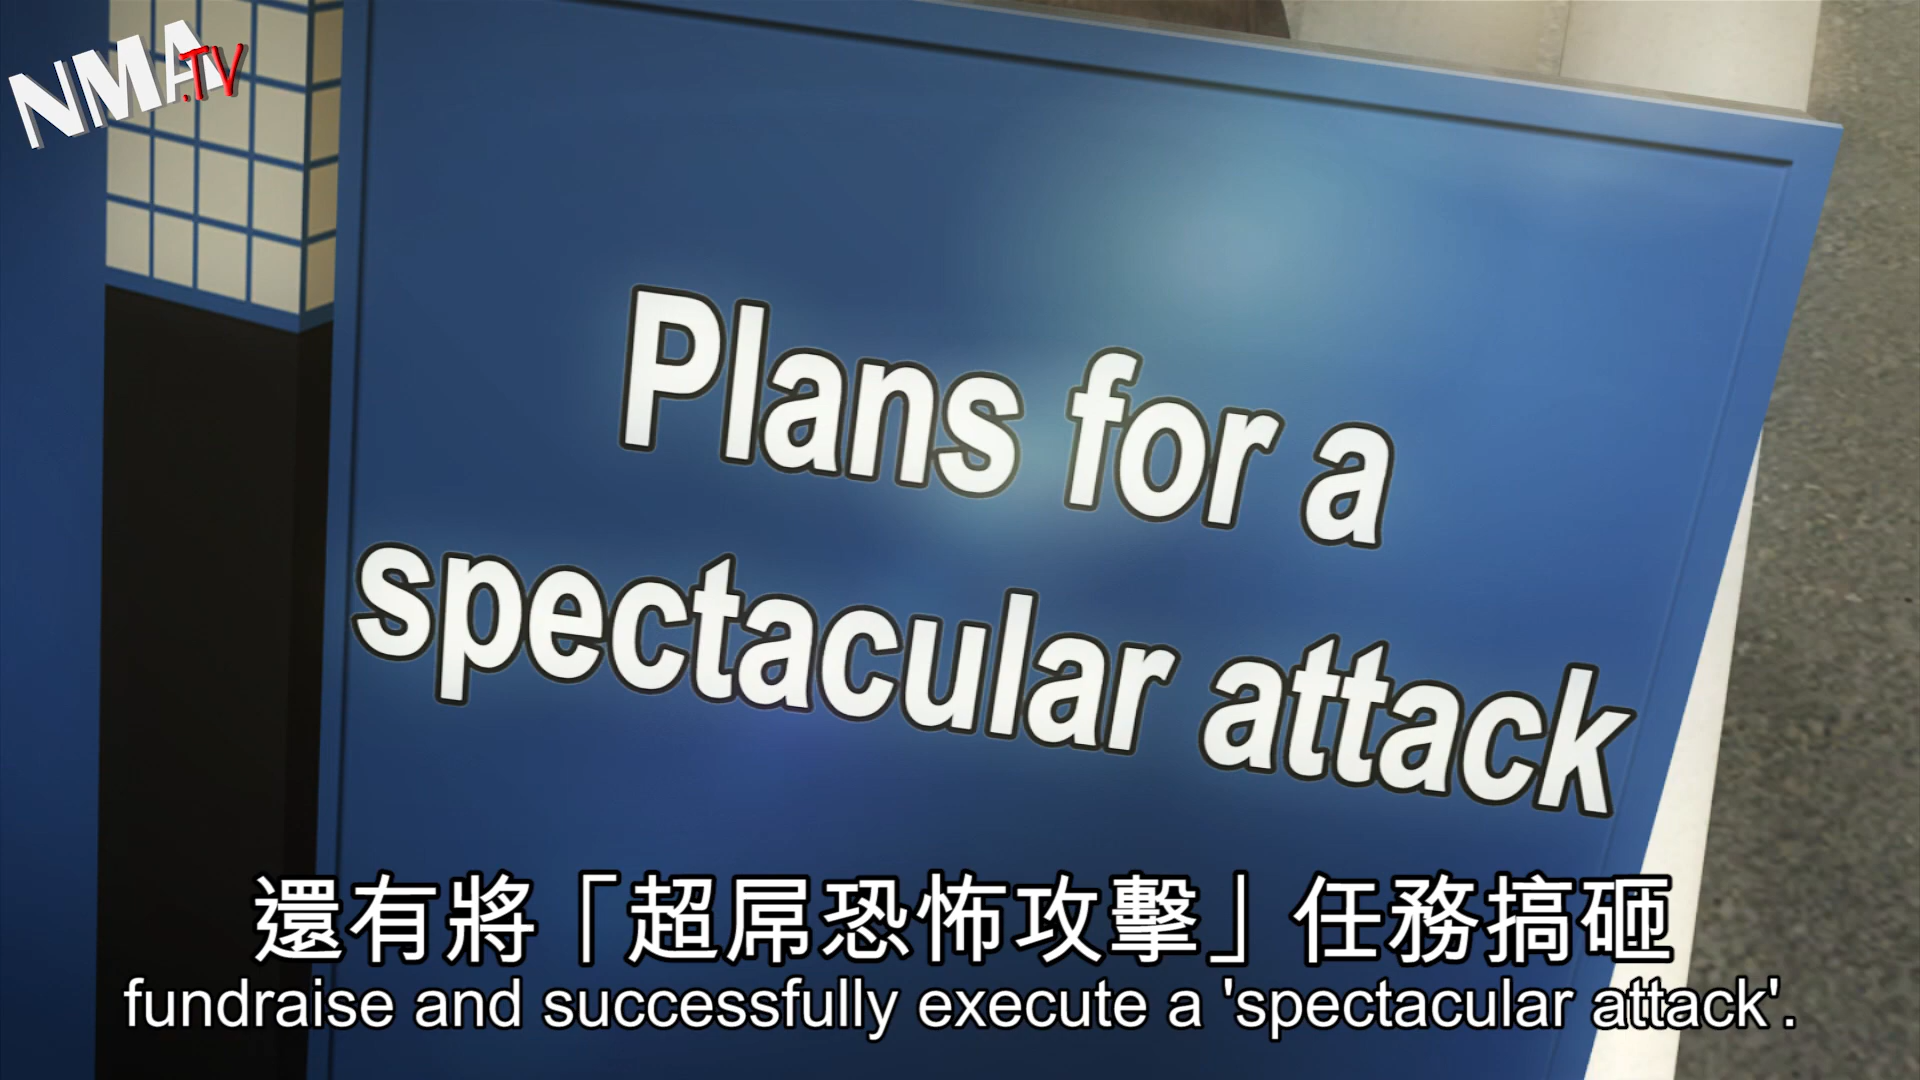 NMA.TV
Plans for a
spectacular attack
還有將「超屌恐怖攻擊」任務搞砸
fundraise and successfully execute a 'spectacular attack'.